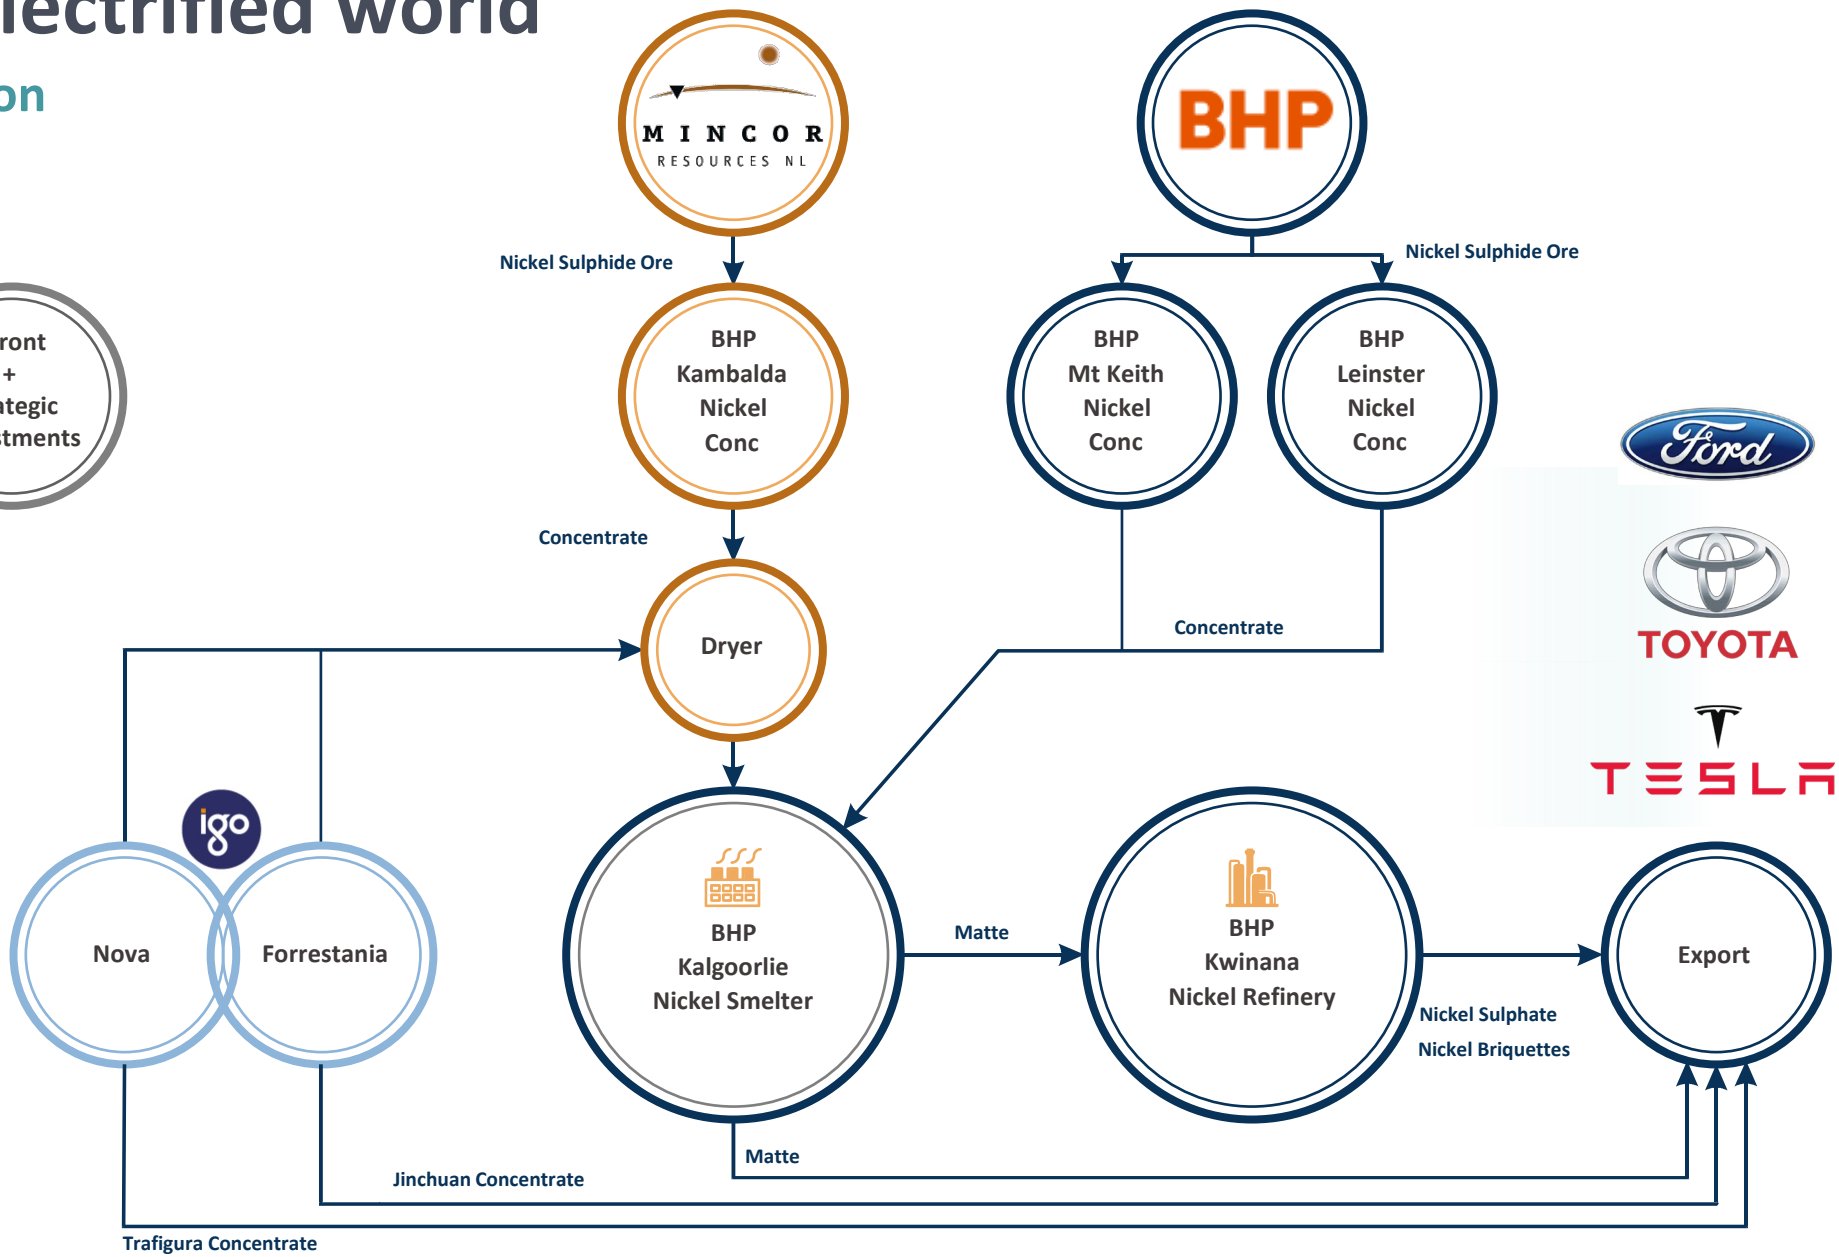 lectrified world
on
MINCOR
RESOURCES NL
BHP
Nickel Sulphide Ore
Nickel Sulphide Ore
ront
+
ategic
stments
BHP
Kambalda
Nickel
Conc
BHP
Mt Keith
Nickel
Conc
BHP
Leinster
Nickel
Conc
Ford
Concentrate
TOYOTA
Dryer
Concentrate
TESLA
igo
Nova
Forrestania
BHP
Kalgoorlie
Nickel Smelter
Matte
BHP
Kwinana
Nickel Refinery
Export
Nickel Sulphate
Nickel Briquettes
Matte
Jinchuan Concentrate
Trafigura Concentrate